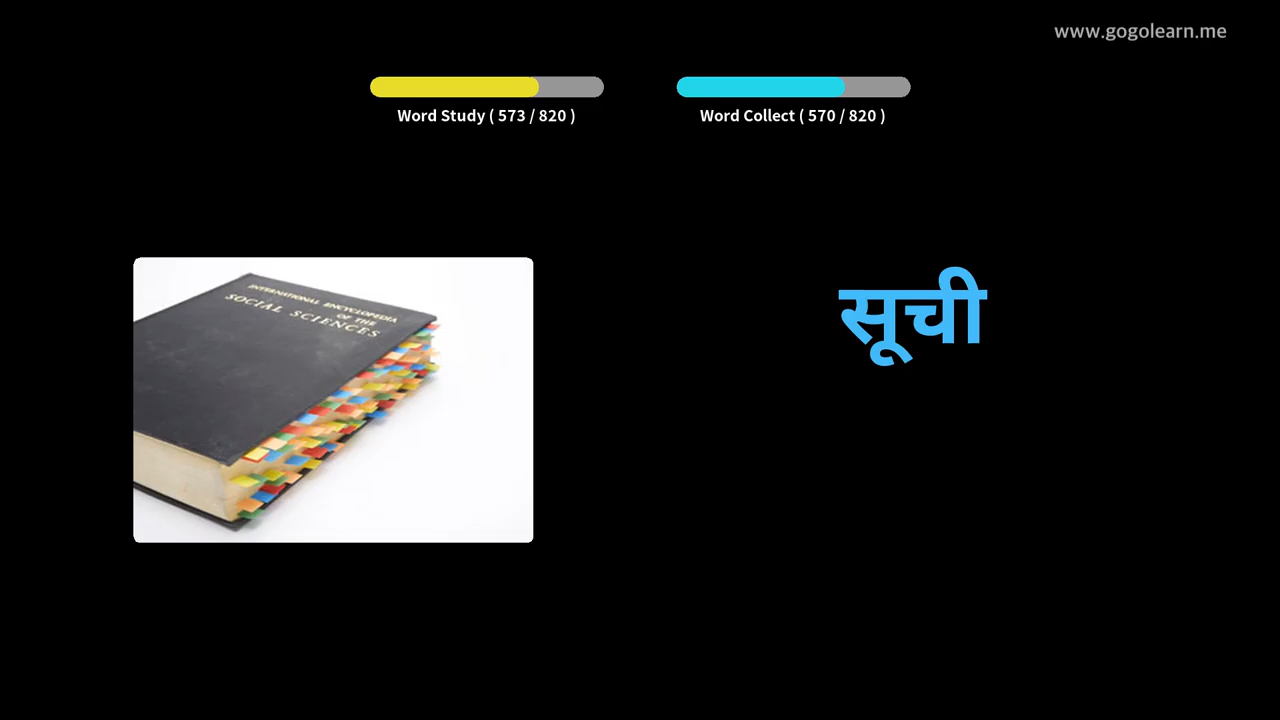 www.gogolearn.me
Word Study ( 573 / 820 )
Word Collect ( 570 / 820 )
INTERNATIONAL ENCYCLOPEDIA
OF THE
SOCIAL SCIENCES
सूची